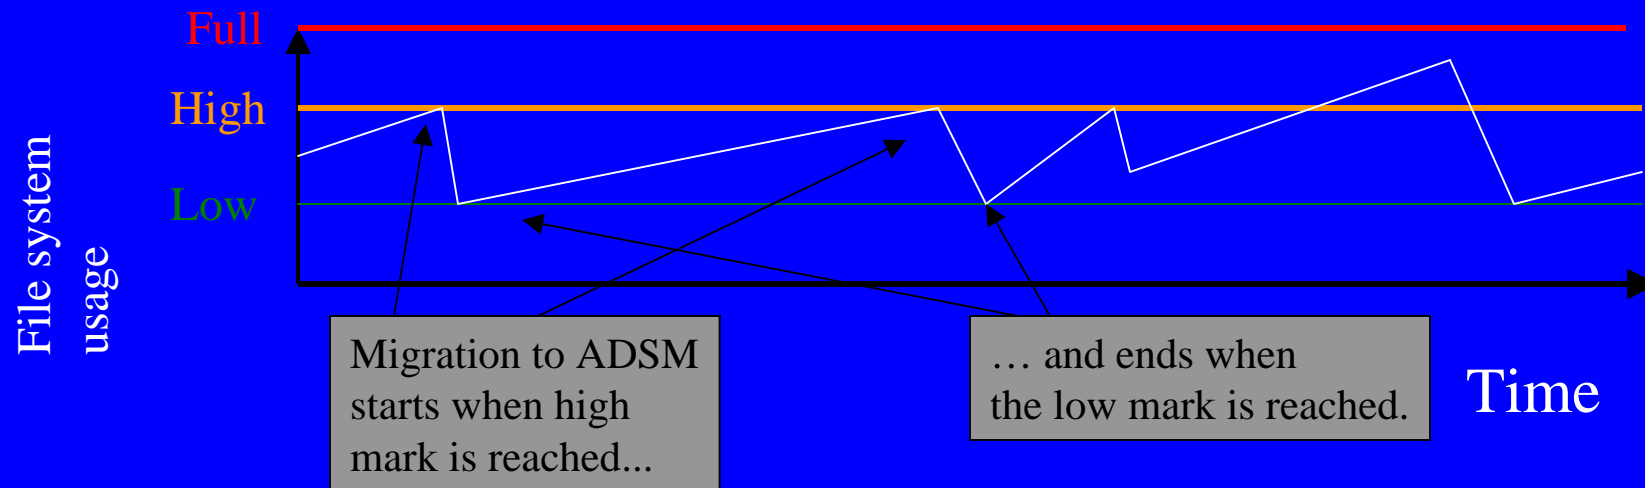 Full
High
Low
File system
usage
Migration to ADSM
starts when high
mark is reached...
… and ends when
the low mark is reached.
Time